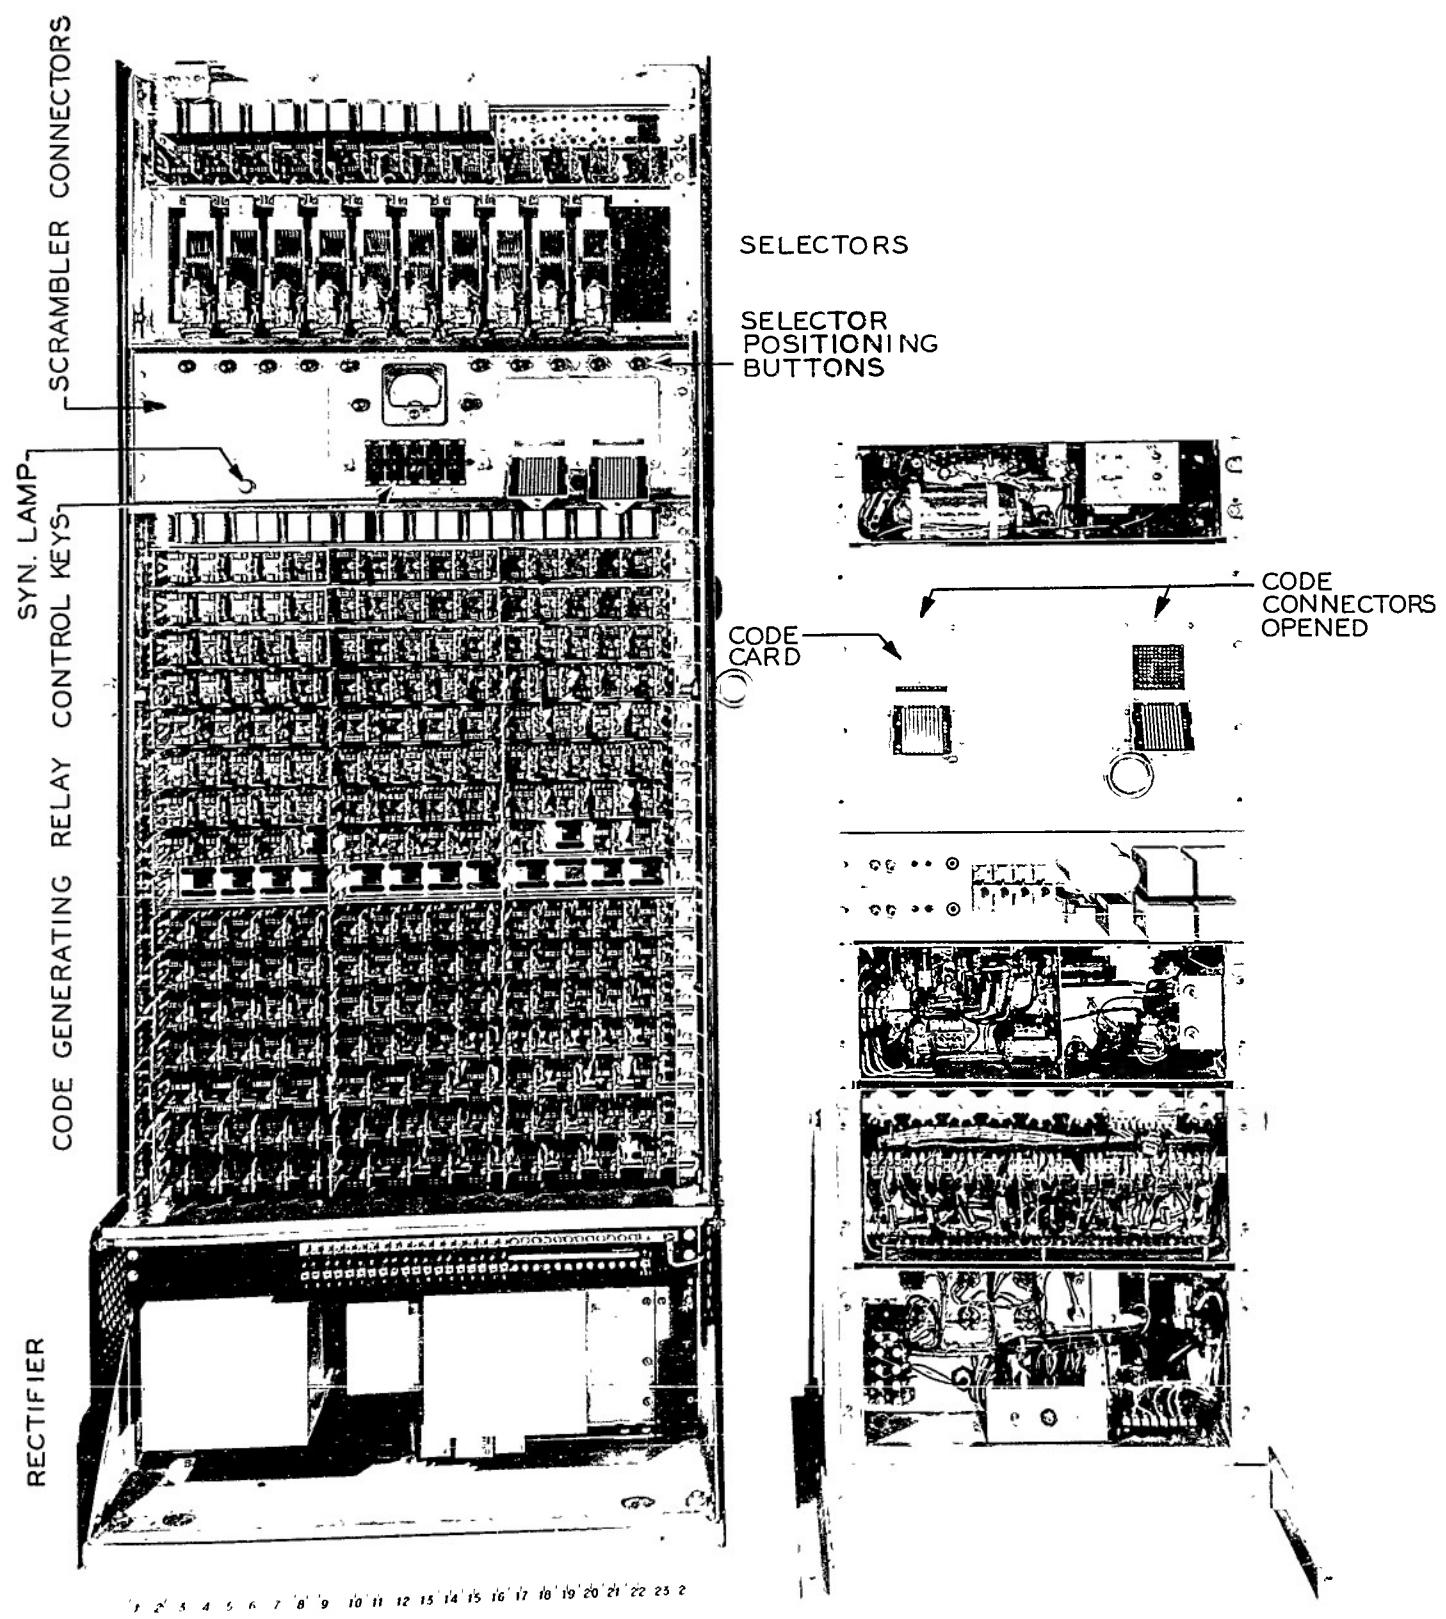 SCRAMBLER CONNECTORS
SYN. LAMP
CODE GENERATING RELAY CONTROL KEYS
RECTIFIER
SELECTORS
SELECTOR
POSITIONING
BUTTONS
CODE
CARD
CODE
CONNECTORS
OPENED
1 2 3 4 5 6 7 8 9 10 11 12 13 14 15 16 17 18 19 20 21 22 23 2